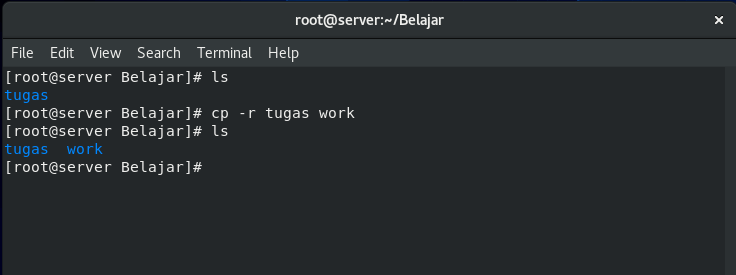 root@server:~/Belajar ×
File Edit View Search Terminal Help
[root@server Belajar]# ls
tugas
[root@server Belajar]# cp -r tugas work
[root@server Belajar]# ls
tugas  work
[root@server Belajar]#